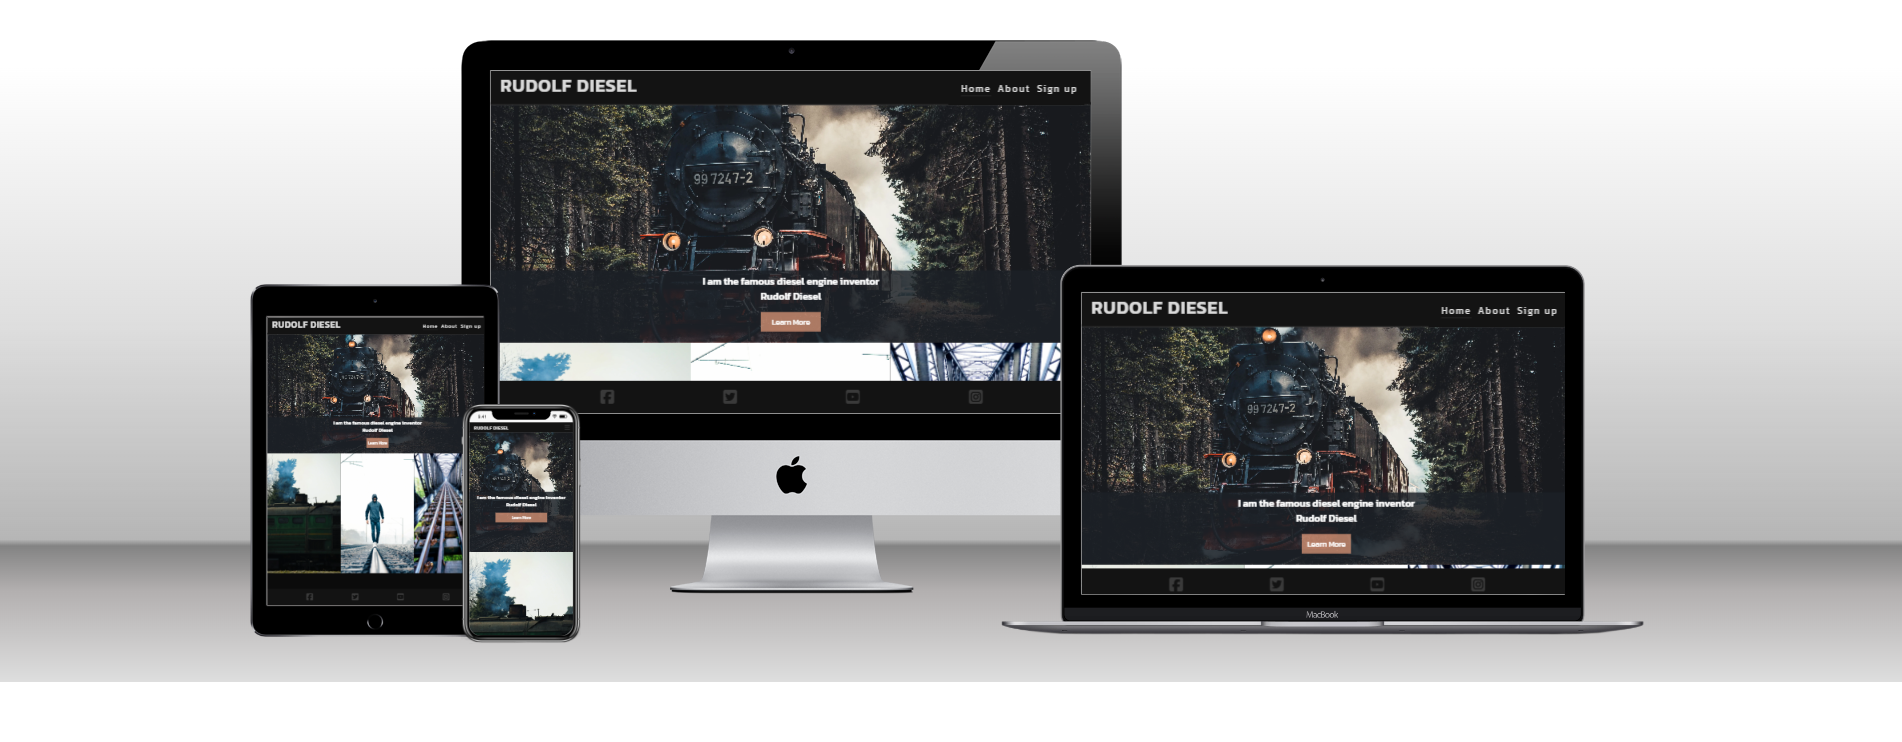 RUDOLF DIESEL
Home About Sign up
99 7247-2
I am the famous diesel engine inventor
Rudolf Diesel
Learn More
RUDOLF DIESEL
Home About Sign up
I am the famous diesel engine inventor
Rudolf Diesel
Learn More
9:41
RUDOLF DIESEL
I am the famous diesel engine inventor
Rudolf Diesel
Learn More
RUDOLF DIESEL
Home About Sign up
99 7247-2
I am the famous diesel engine inventor
Rudolf Diesel
Learn More
MacBook